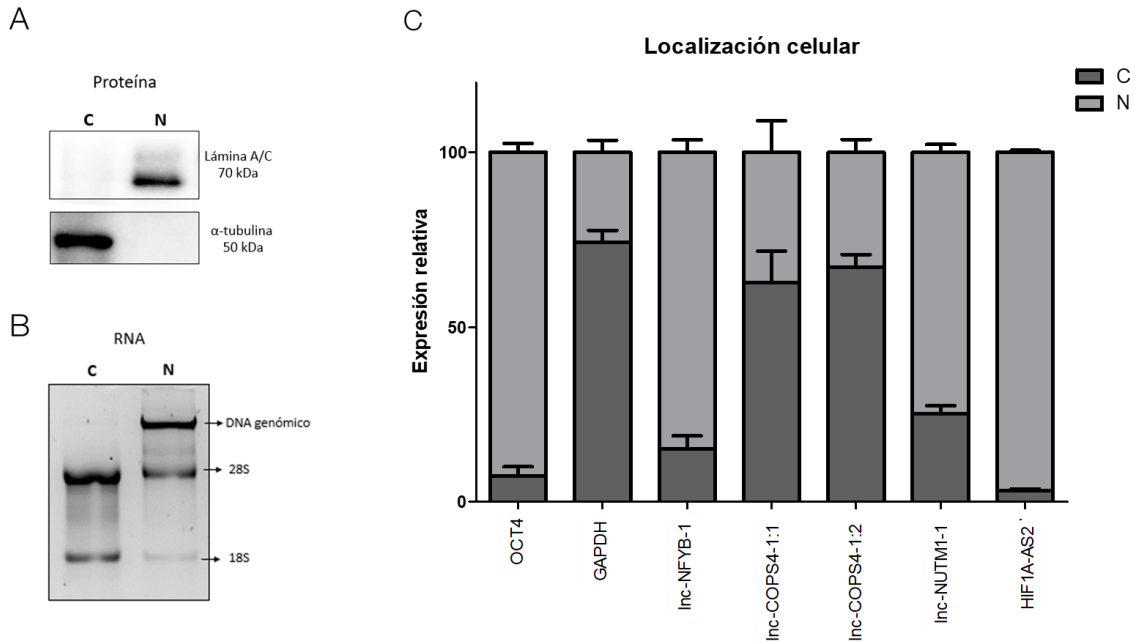 A
Proteína
C N
Lámina A/C
70 kDa
α-tubulina
50 kDa
B
RNA
C N
DNA genómico
28S
18S
C
Localización celular
C
N
Expresión relativa
100
50
0
OCT4
GAPDH
lnc-NFYB-1
lnc-COPS4-1:1
lnc-COPS4-1:2
lnc-NUTM1-1
HIF1A-AS2